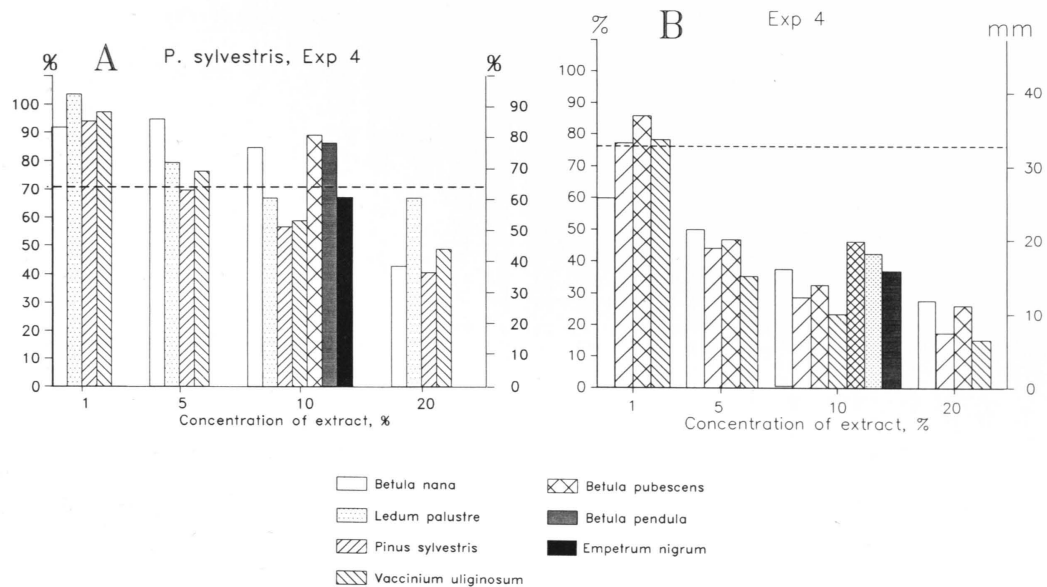 A
P. sylvestris, Exp 4
%
%
100
90
80
70
60
50
40
30
20
10
0
90
80
70
60
50
40
30
20
10
0
1 5 10 20
Concentration of extract, %
B
Exp 4
%
mm
100
90
80
70
60
50
40
30
20
10
0
40
30
20
10
0
1 5 10 20
Concentration of extract, %
Betula nana
Ledum palustre
Pinus sylvestris
Vaccinium uliginosum
Betula pubescens
Betula pendula
Empetrum nigrum